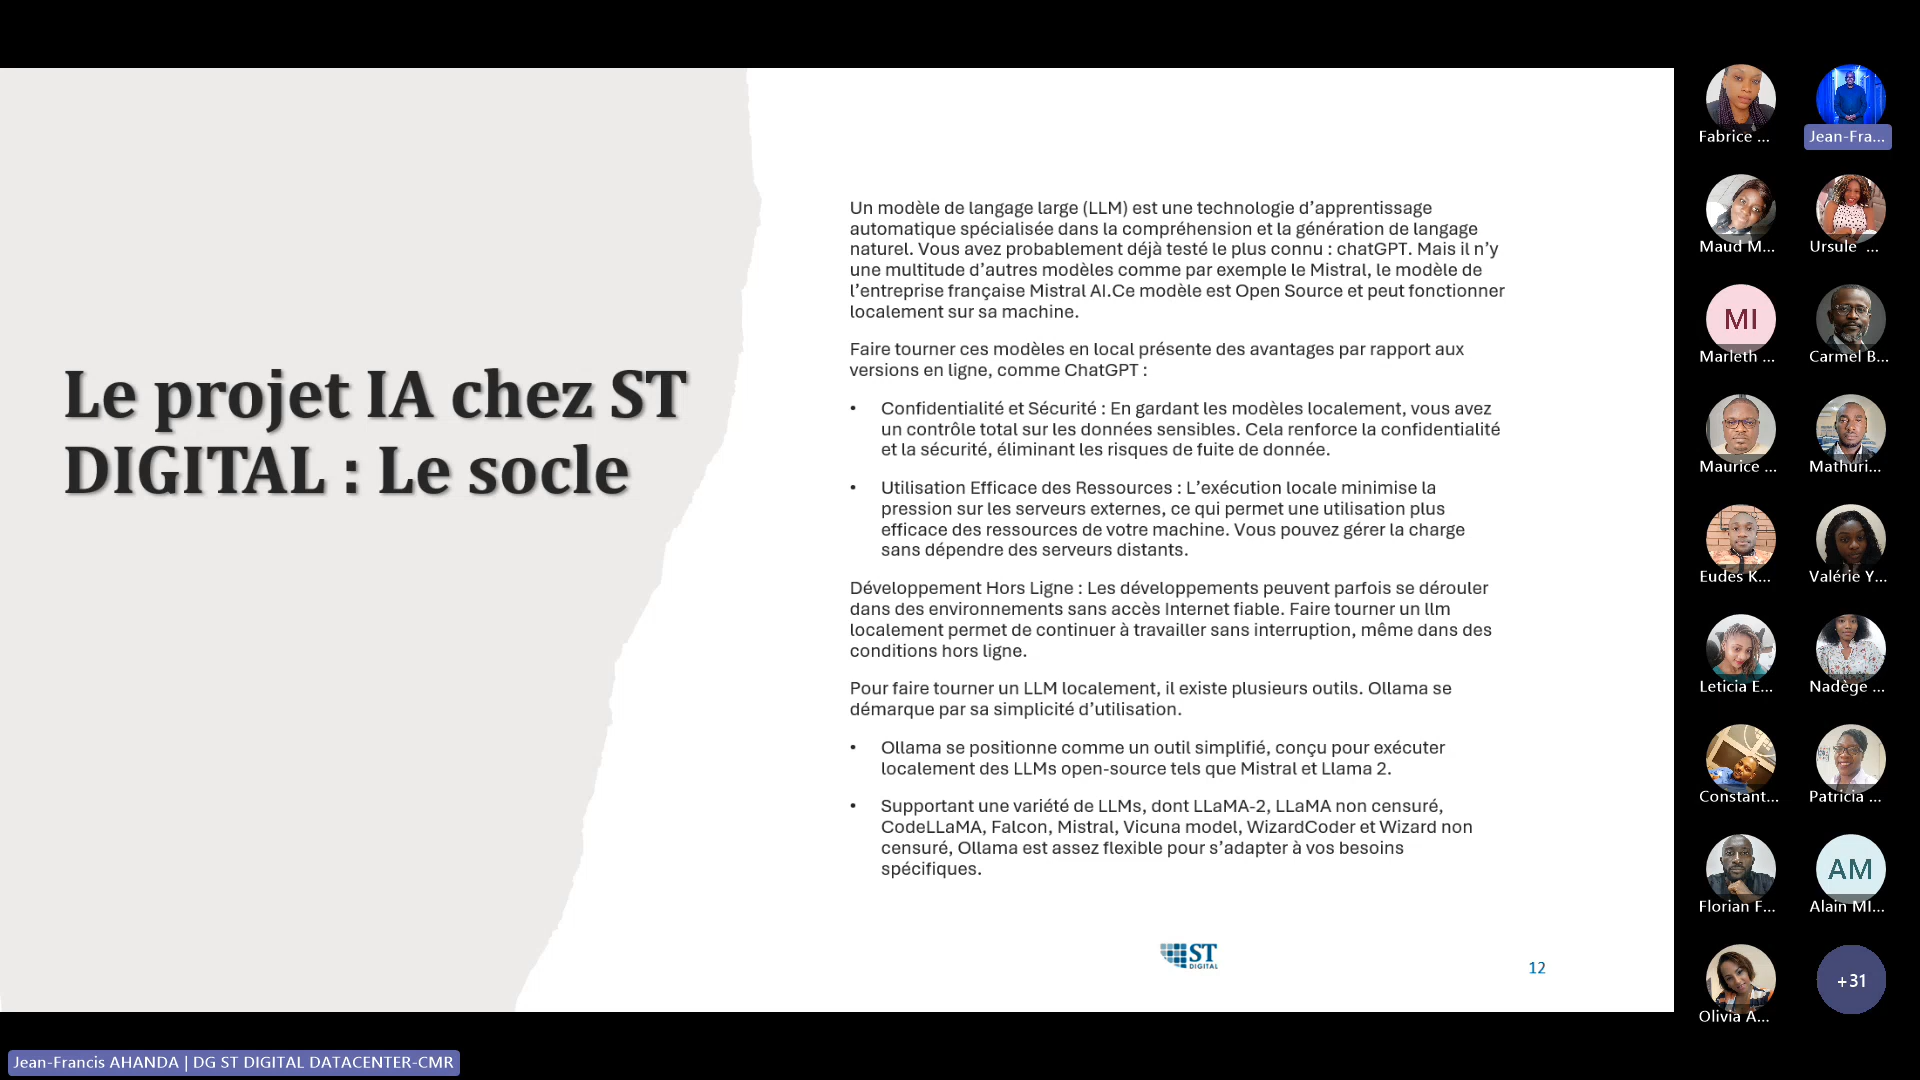 Le projet IA chez ST
DIGITAL : Le socle
Un modèle de langage large (LLM) est une technologie d’apprentissage
automatique spécialisée dans la compréhension et la génération de langage
naturel. Vous avez probablement déjà testé le plus connu : chatGPT. Mais il n’y
une multitude d’autres modèles comme par exemple le Mistral, le modèle de
l’entreprise française Mistral AI.Ce modèle est Open Source et peut fonctionner
localement sur sa machine.
Faire tourner ces modèles en local présente des avantages par rapport aux
versions en ligne, comme ChatGPT :
• Confidentialité et Sécurité : En gardant les modèles localement, vous avez
un contrôle total sur les données sensibles. Cela renforce la confidentialité
et la sécurité, éliminant les risques de fuite de donnée.
• Utilisation Efficace des Ressources : L’exécution locale minimise la
pression sur les serveurs externes, ce qui permet une utilisation plus
efficace des ressources de votre machine. Vous pouvez gérer la charge
sans dépendre des serveurs distants.
Développement Hors Ligne : Les développements peuvent parfois se dérouler
dans des environnements sans accès Internet fiable. Faire tourner un llm
localement permet de continuer à travailler sans interruption, même dans des
conditions hors ligne.
Pour faire tourner un LLM localement, il existe plusieurs outils. Ollama se
démarque par sa simplicité d’utilisation.
• Ollama se positionne comme un outil simplifié, conçu pour exécuter
localement des LLMs open-source tels que Mistral et Llama 2.
• Supportant une variété de LLMs, dont LLaMA-2, LLaMA non censuré,
CodeLLaMA, Falcon, Mistral, Vicuna model, WizardCoder et Wizard non
censuré, Ollama est assez flexible pour s’adapter à vos besoins
spécifiques.
ST
DIGITAL
12
Fabrice ...
Jean-Fra...
Maud M...
Ursule ...
MI
Marleth ...
Carmel B...
Maurice ...
Mathuri...
Eudes K...
Valérie Y...
Leticia E...
Nadège ...
Constant...
Patricia ...
Florian F...
AM
Alain MI...
Olivia A...
+31
Jean-Francis AHANDA | DG ST DIGITAL DATACENTER-CMR